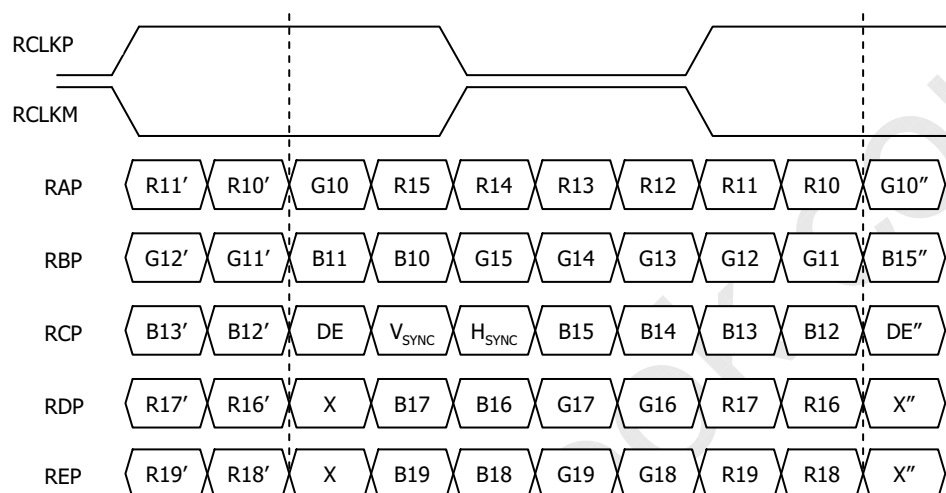 RCLKP
RCLKM
RAP R11′ R10′ G10 R15 R14 R13 R12 R11 R10 G10″
RBP G12′ G11′ B11 B10 G15 G14 G13 G12 G11 B15″
RCP B13′ B12′ DE VSYNC HSYNC B15 B14 B13 B12 DE″
RDP R17′ R16′ X B17 B16 G17 G16 R17 R16 X″
REP R19′ R18′ X B19 B18 G19 G18 R19 R18 X″